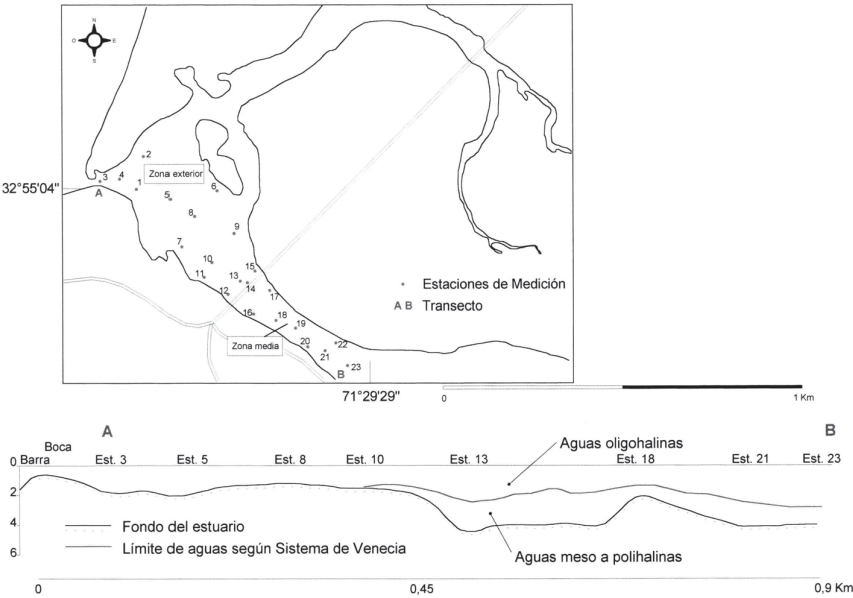 N
O E
S
2
3 4
Zona exterior
1
6
32°55'04"
A
5
8
9
7
10
15
11
13
14
12
17
16
18
19
Zona media
20
22
21
23
B
Estaciones de Medición
A B Transecto
71°29'29"
0 1 Km
A B
Boca
Barra Est. 3 Est. 5 Est. 8 Est. 10 Est. 13 Est. 18 Est. 21 Est. 23
Aguas oligohalinas
0
2
4
6
Fondo del estuario
Límite de aguas según Sistema de Venecia
Aguas meso a polihalinas
0 0,45 0,9 Km